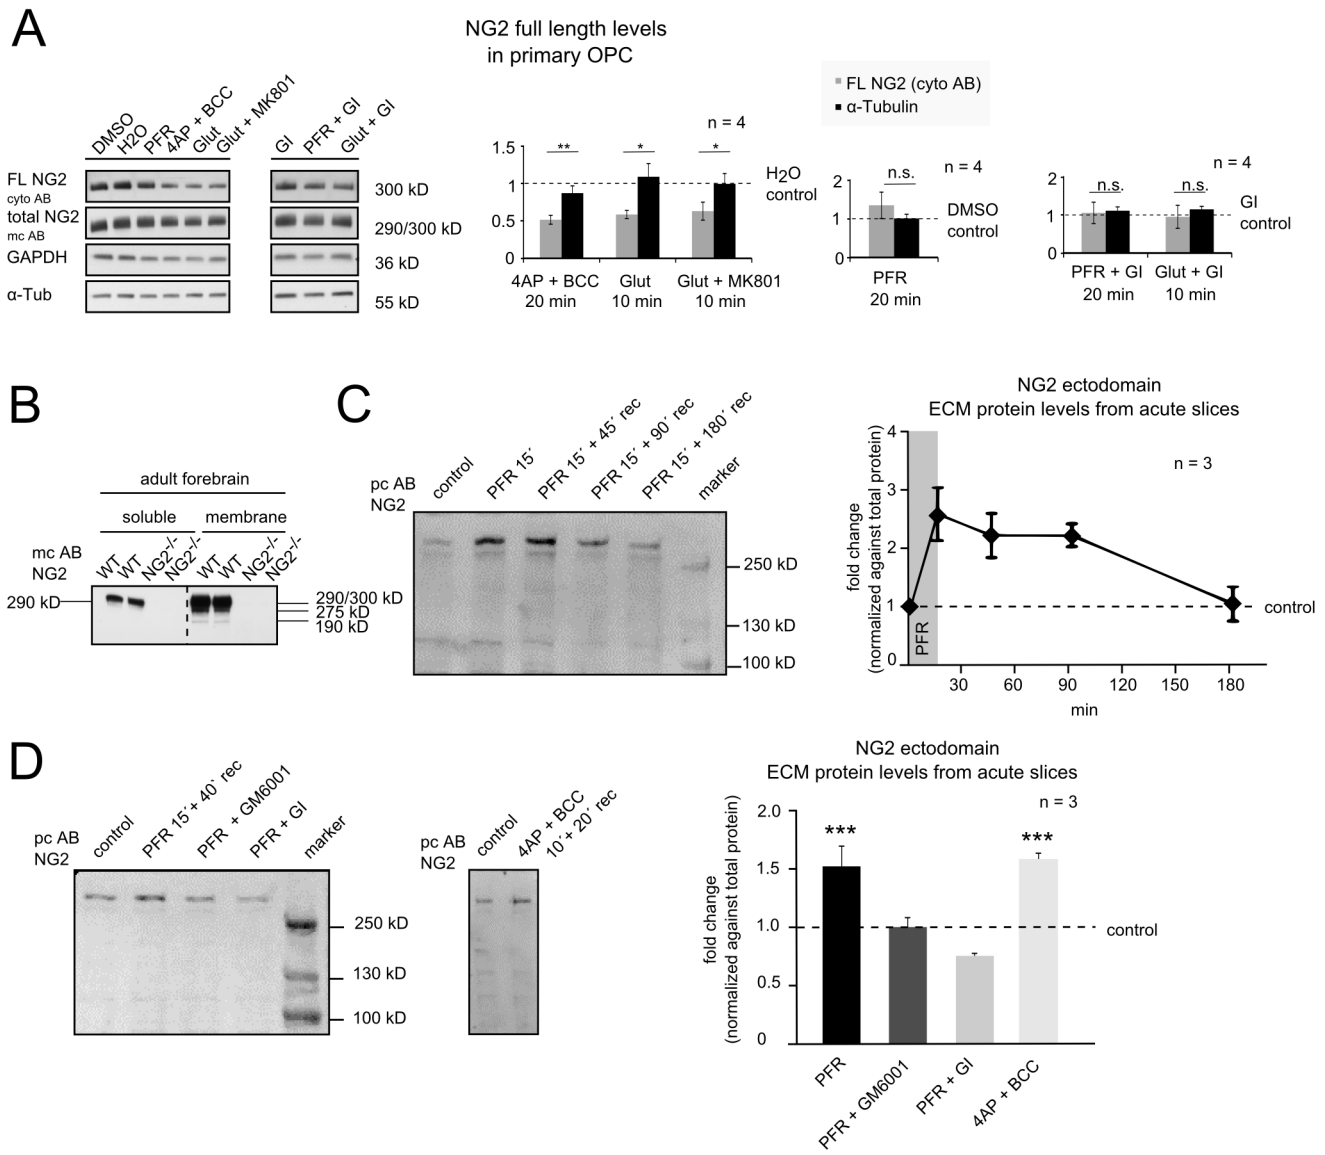 A
NG2 full length levels
in primary OPC
FL NG2 (cyto AB)
α-Tubulin
DMSO
H2O
PFR
4AP + BCC
Glut
Glut + MK801
GI
PFR + GI
Glut + GI
FL NG2
cyto AB
total NG2
mc AB
GAPDH
α-Tub
300 kD
290/300 kD
36 kD
55 kD
n = 4
1.5
1
0.5
0
**
*
*
H2O
control
4AP + BCC
20 min
Glut
10 min
Glut + MK801
10 min
n = 4
2
1
0
n.s.
DMSO
control
PFR
20 min
n = 4
2
1
0
n.s.
n.s.
GI
control
PFR + GI
20 min
Glut + GI
10 min
B
adult forebrain
soluble
membrane
mc AB
NG2
WT
WT
NG2-/-
NG2-/-
WT
WT
NG2-/-
NG2-/-
290 kD
290/300 kD
275 kD
190 kD
C
pc AB
NG2
control
PFR 15´
PFR 15´+ 45´ rec
PFR 15´+ 90´ rec
PFR 15´+ 180´ rec
marker
250 kD
130 kD
100 kD
NG2 ectodomain
ECM protein levels from acute slices
n = 3
fold change
(normalized against total protein)
4
3
2
1
0
PFR
control
30
60
90
120
150
180
min
D
pc AB
NG2
control
PFR 15´+ 40` rec
PFR + GM6001
PFR + GI
marker
250 kD
130 kD
100 kD
pc AB
NG2
control
4AP + BCC
10´+ 20´ rec
NG2 ectodomain
ECM protein levels from acute slices
n = 3
fold change
(normalized against total protein)
2.0
1.5
1.0
0.5
0
***
***
control
PFR
PFR + GM6001
PFR + GI
4AP + BCC